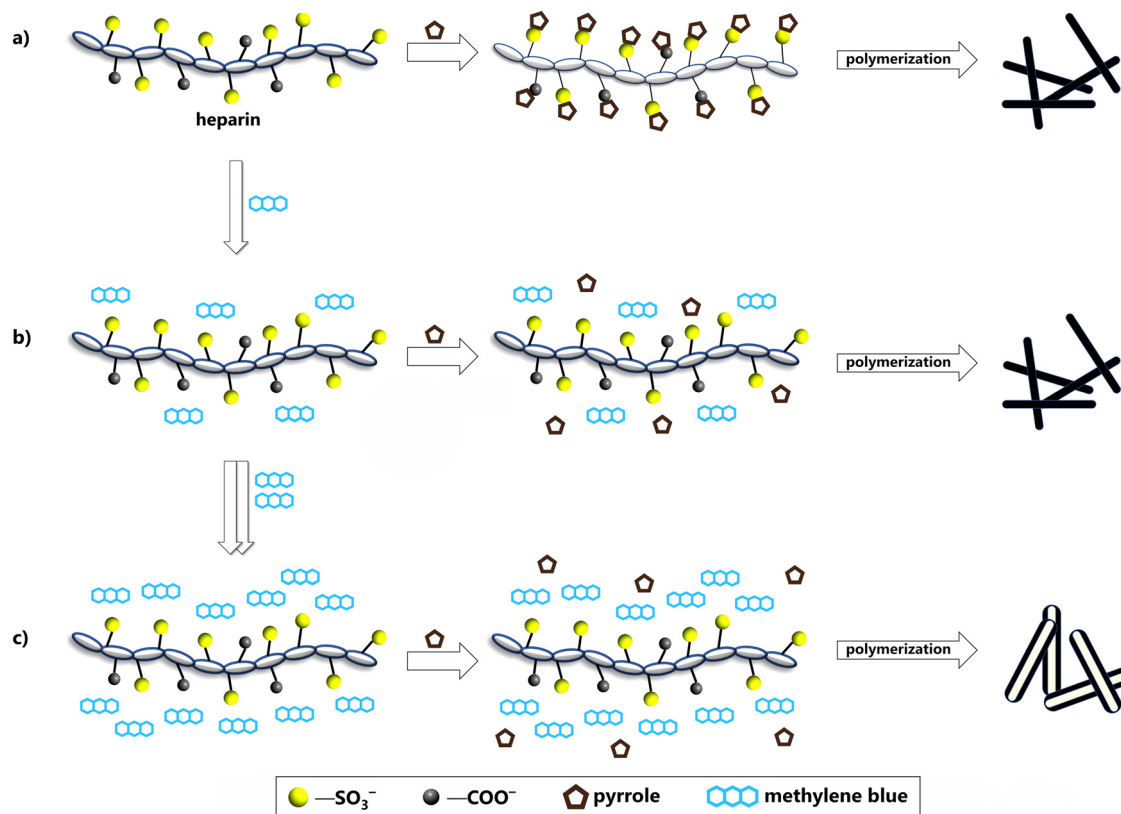 a)
polymerization
heparin
b)
polymerization
c)
polymerization
—SO₃⁻ —COO⁻ pyrrole methylene blue